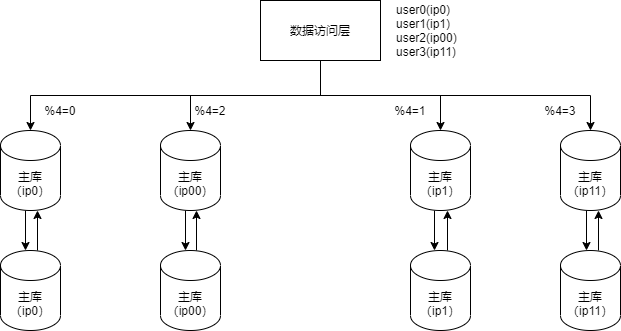 数据访问层
user0(ip0)
user1(ip1)
user2(ip00)
user3(ip11)
%4=0
%4=2
%4=1
%4=3
主库
(ip0)
主库
(ip00)
主库
(ip1)
主库
(ip11)
主库
(ip0)
主库
(ip00)
主库
(ip1)
主库
(ip11)